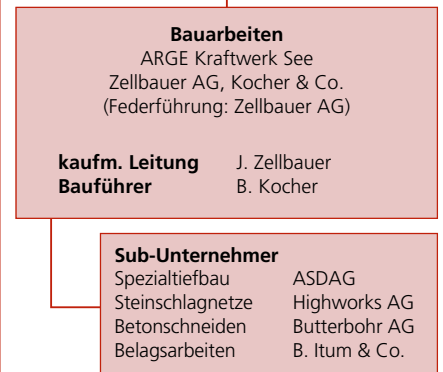 Bauarbeiten
ARGE Kraftwerk See
Zellbauer AG, Kocher & Co.
(Federführung: Zellbauer AG)
kaufm. Leitung J. Zellbauer
Bauführer B. Kocher
Sub-Unternehmer
Spezialtiefbau ASDAG
Steinschlagnetze Highworks AG
Betonschneiden Butterbohr AG
Belagsarbeiten B. Itum & Co.